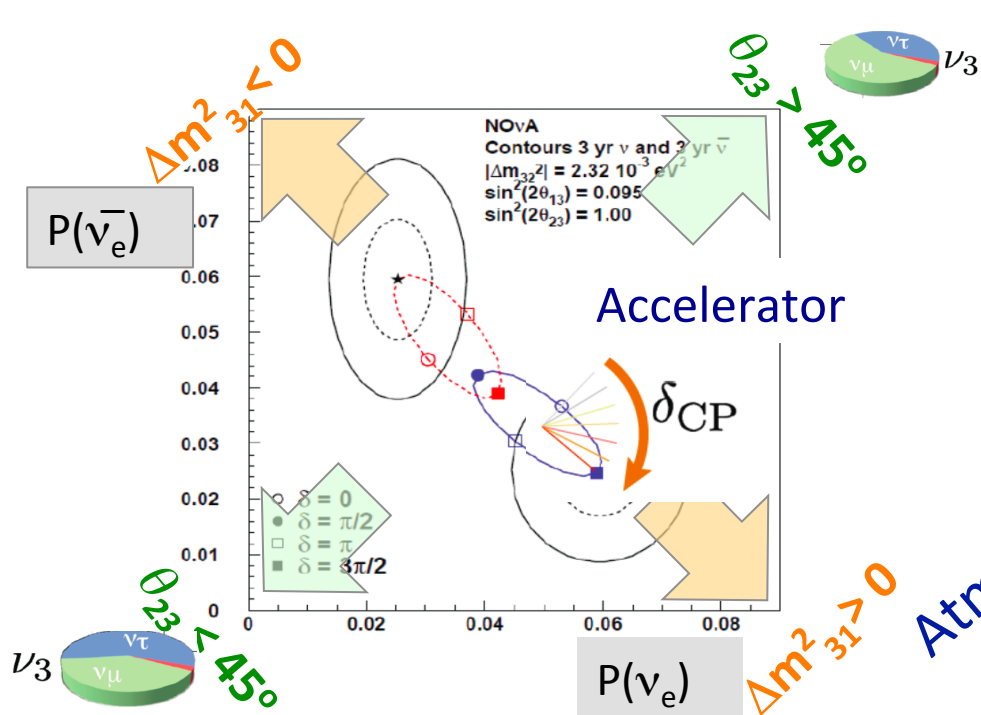 Δm²₃₁< 0
θ₂₃ > 45°
ντ
νμ
ν₃
NOνA
Contours 3 yr ν and 3 yr ν̅
|Δm₃₂²| = 2.32 10⁻³ eV²
sin²(2θ₁₃) = 0.095
sin²(2θ₂₃) = 1.00
P(ν̅ₑ)
.08
.07
0.06
0.05
0.04
0.03
0.02
0.01
0
Accelerator
δCP
δ = 0
δ = π/2
δ = π
δ = 3π/2
0
0.02
0.04
0.06
0.08
θ₂₃ < 45°
ν₃
ντ
νμ
P(νₑ)
Δm²₃₁> 0
Atm